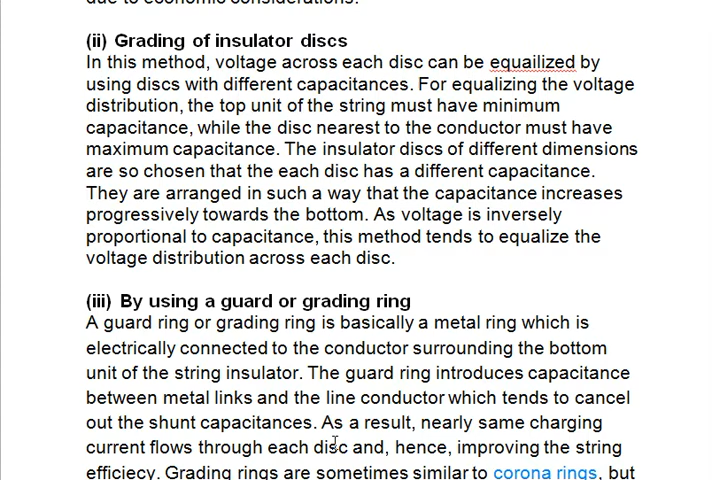 due to economic considerations.
(ii) Grading of insulator discs
In this method, voltage across each disc can be equailized by
using discs with different capacitances. For equalizing the voltage
distribution, the top unit of the string must have minimum
capacitance, while the disc nearest to the conductor must have
maximum capacitance. The insulator discs of different dimensions
are so chosen that the each disc has a different capacitance.
They are arranged in such a way that the capacitance increases
progressively towards the bottom. As voltage is inversely
proportional to capacitance, this method tends to equalize the
voltage distribution across each disc.
(iii) By using a guard or grading ring
A guard ring or grading ring is basically a metal ring which is
electrically connected to the conductor surrounding the bottom
unit of the string insulator. The guard ring introduces capacitance
between metal links and the line conductor which tends to cancel
out the shunt capacitances. As a result, nearly same charging
current flows through each disc and, hence, improving the string
efficiecy. Grading rings are sometimes similar to corona rings, but